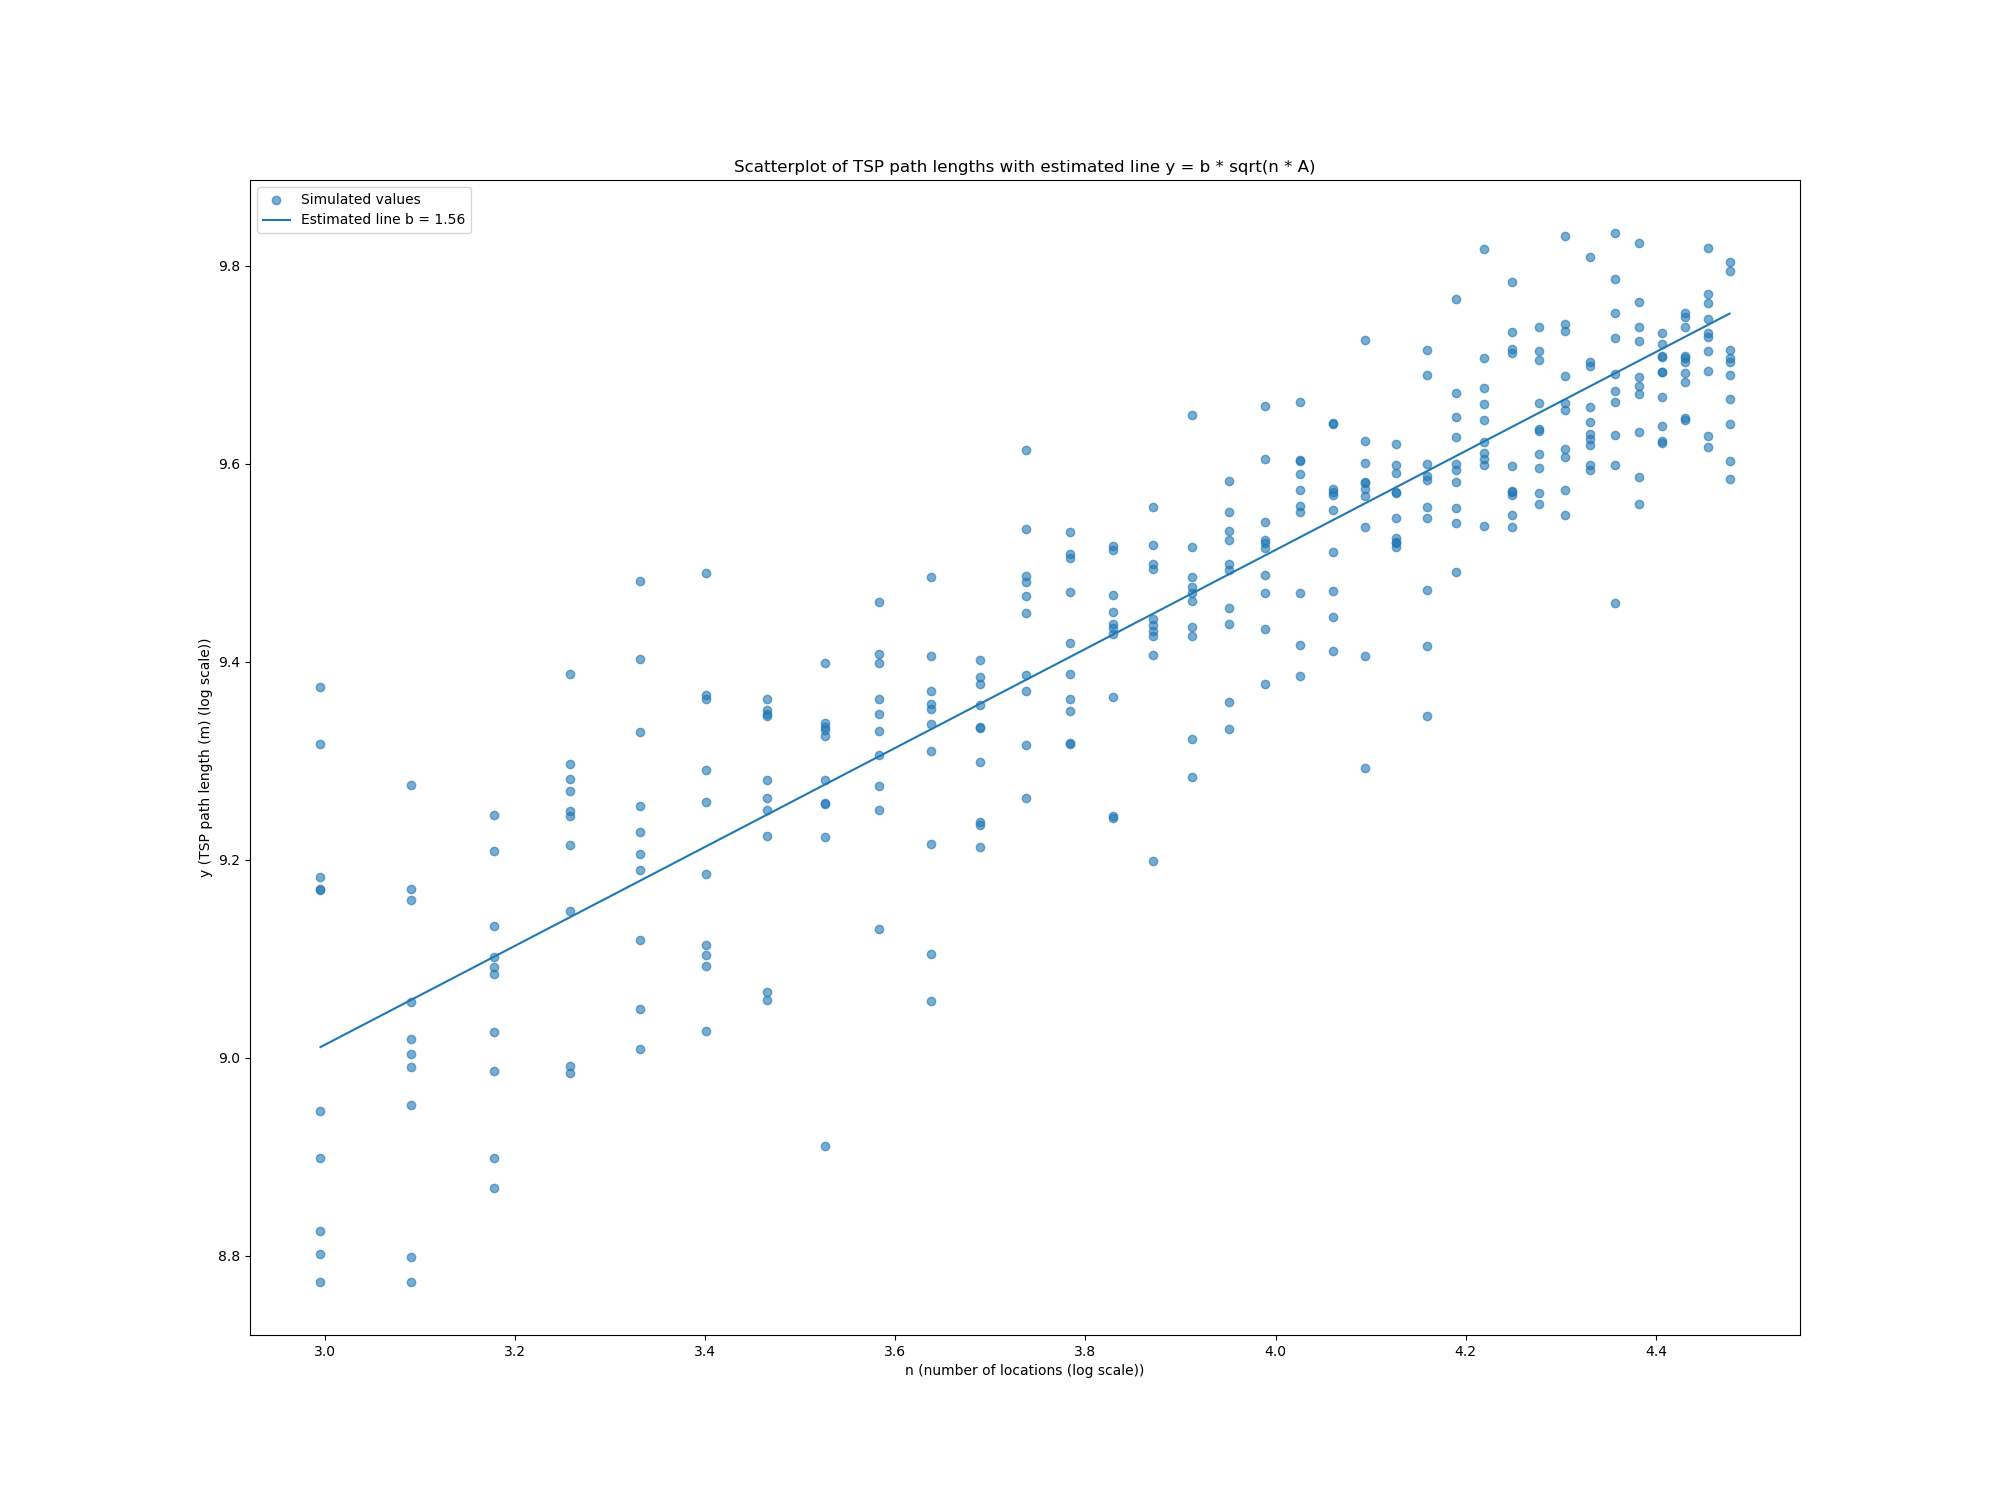 Scatterplot of TSP path lengths with estimated line y = b * sqrt(n * A)
Simulated values
Estimated line b = 1.56
y (TSP path length (m) (log scale))
9.8
9.6
9.4
9.2
9.0
8.8
3.0 3.2 3.4 3.6 3.8 4.0 4.2 4.4
n (number of locations (log scale))